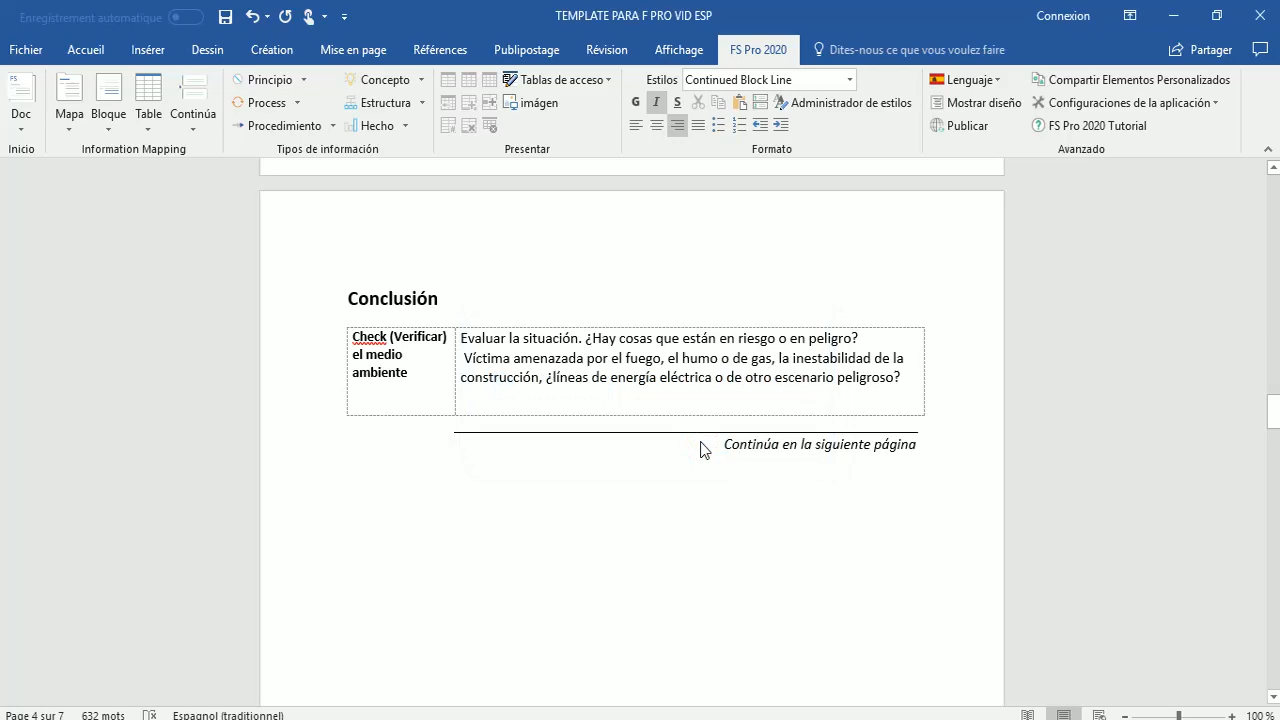 Enregistrement automatique
TEMPLATE PARA F PRO VID ESP
Connexion
Fichier Accueil Insérer Dessin Création Mise en page Références Publipostage Révision Affichage FS Pro 2020 Dites-nous ce que vous voulez faire Partager
Doc Mapa Bloque Table Continúa Principio Concepto Tablas de acceso Estilos Continued Block Line Lenguaje Compartir Elementos Personalizados
Process Estructura imágen G I S Administrador de estilos Mostrar diseño Configuraciones de la aplicación
Procedimiento Hecho Publicar FS Pro 2020 Tutorial
Inicio Information Mapping Tipos de información Presentar Formato Avanzado
Conclusión
Check (Verificar)
el medio
ambiente
Evaluar la situación. ¿Hay cosas que están en riesgo o en peligro?
Víctima amenazada por el fuego, el humo o de gas, la inestabilidad de la
construcción, ¿líneas de energía eléctrica o de otro escenario peligroso?
Continúa en la siguiente página
Page 4 sur 7 632 mots Espagnol (traditionnel) 100 %